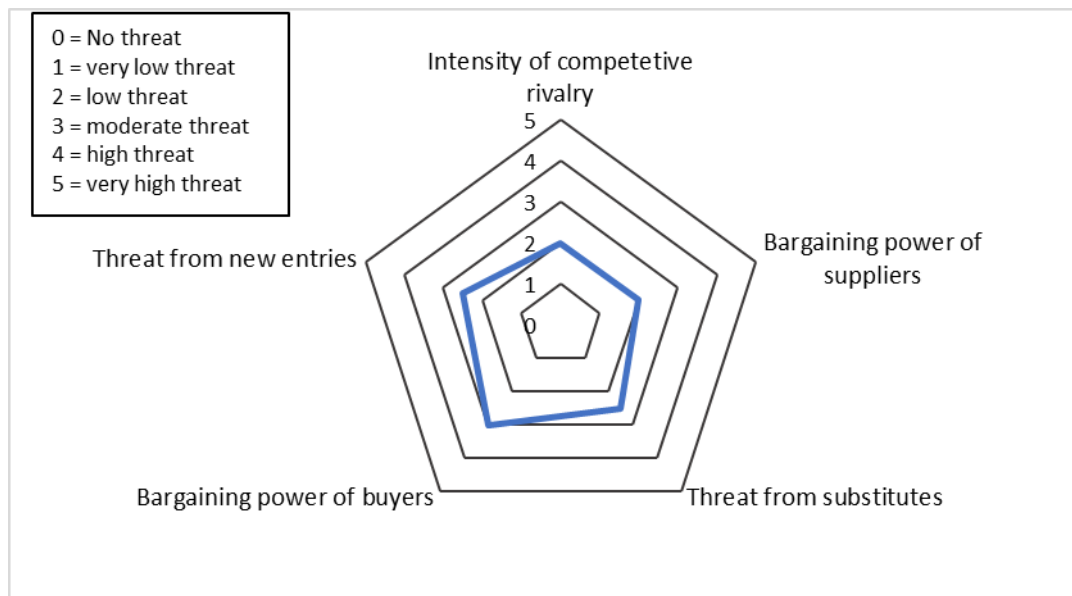 0 = No threat
1 = very low threat
2 = low threat
3 = moderate threat
4 = high threat
5 = very high threat
Intensity of competetive
rivalry
5
4
3
2
1
0
Bargaining power of
suppliers
Threat from new entries
Bargaining power of buyers
Threat from substitutes